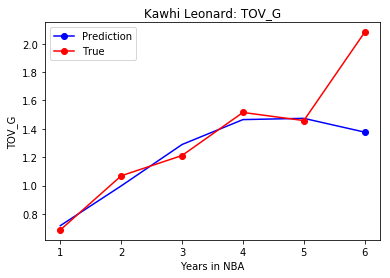 Kawhi Leonard: TOV_G
Prediction
True
TOV_G
2.0
1.8
1.6
1.4
1.2
1.0
0.8
1 2 3 4 5 6
Years in NBA